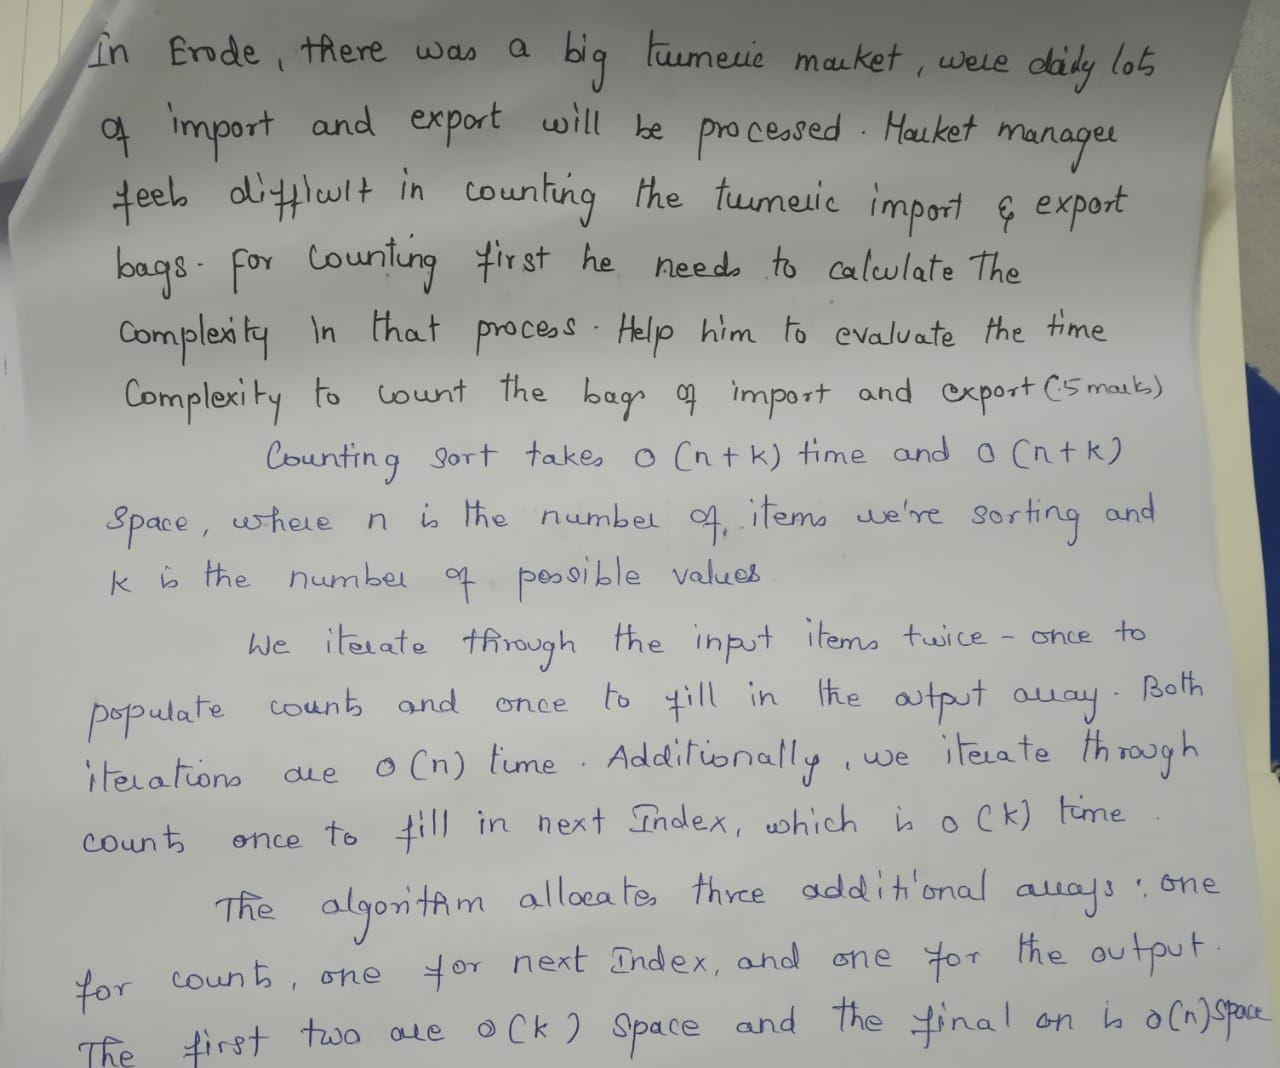 In Erode, there was a big turmeric market, were daily lots
of import and export will be processed. Market manager
feels difficult in counting the turmeric import & export
bags. For counting first he needs to calculate The
Complexity In that process. Help him to evaluate the time
Complexity to count the bags of import and export (5 marks)
Counting sort takes O(n+k) time and O(n+k)
Space, where n is the number of items we're sorting and
k is the number of possible values
We iterate through the input items twice - once to
populate counts and once to fill in the output array. Both
iterations are O(n) time. Additionally, we iterate through
counts once to fill in next Index, which is O(k) time.
The algorithm allocates three additional arrays: one
for counts, one for next Index, and one for the output.
The first two are O(k) Space and the final on is O(n) Space